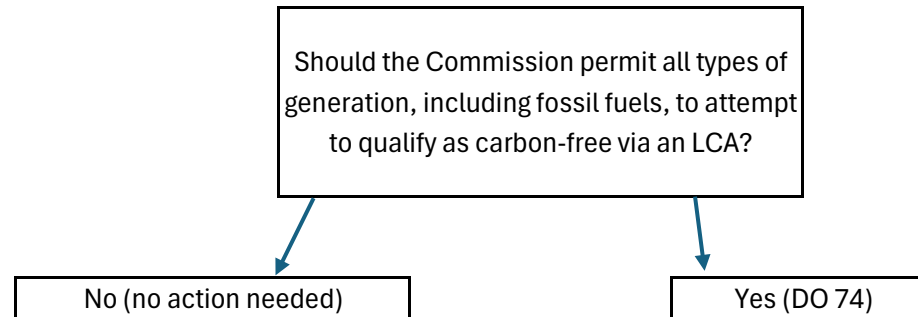 Should the Commission permit all types of
generation, including fossil fuels, to attempt
to qualify as carbon-free via an LCA?
No (no action needed)
Yes (DO 74)